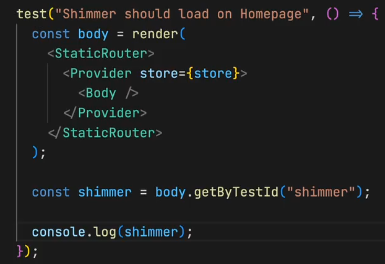 test("Shimmer should load on Homepage", () => {
  const body = render(
    <StaticRouter>
      <Provider store={store}>
        <Body />
      </Provider>
    </StaticRouter>
  );

  const shimmer = body.getByTestId("shimmer");

  console.log(shimmer);
});